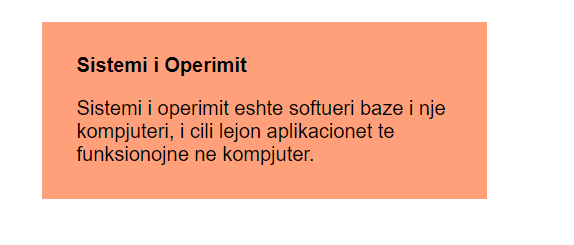 Sistemi i Operimit
Sistemi i operimit eshte softueri baze i nje
kompjuteri, i cili lejon aplikacionet te
funksionojne ne kompjuter.